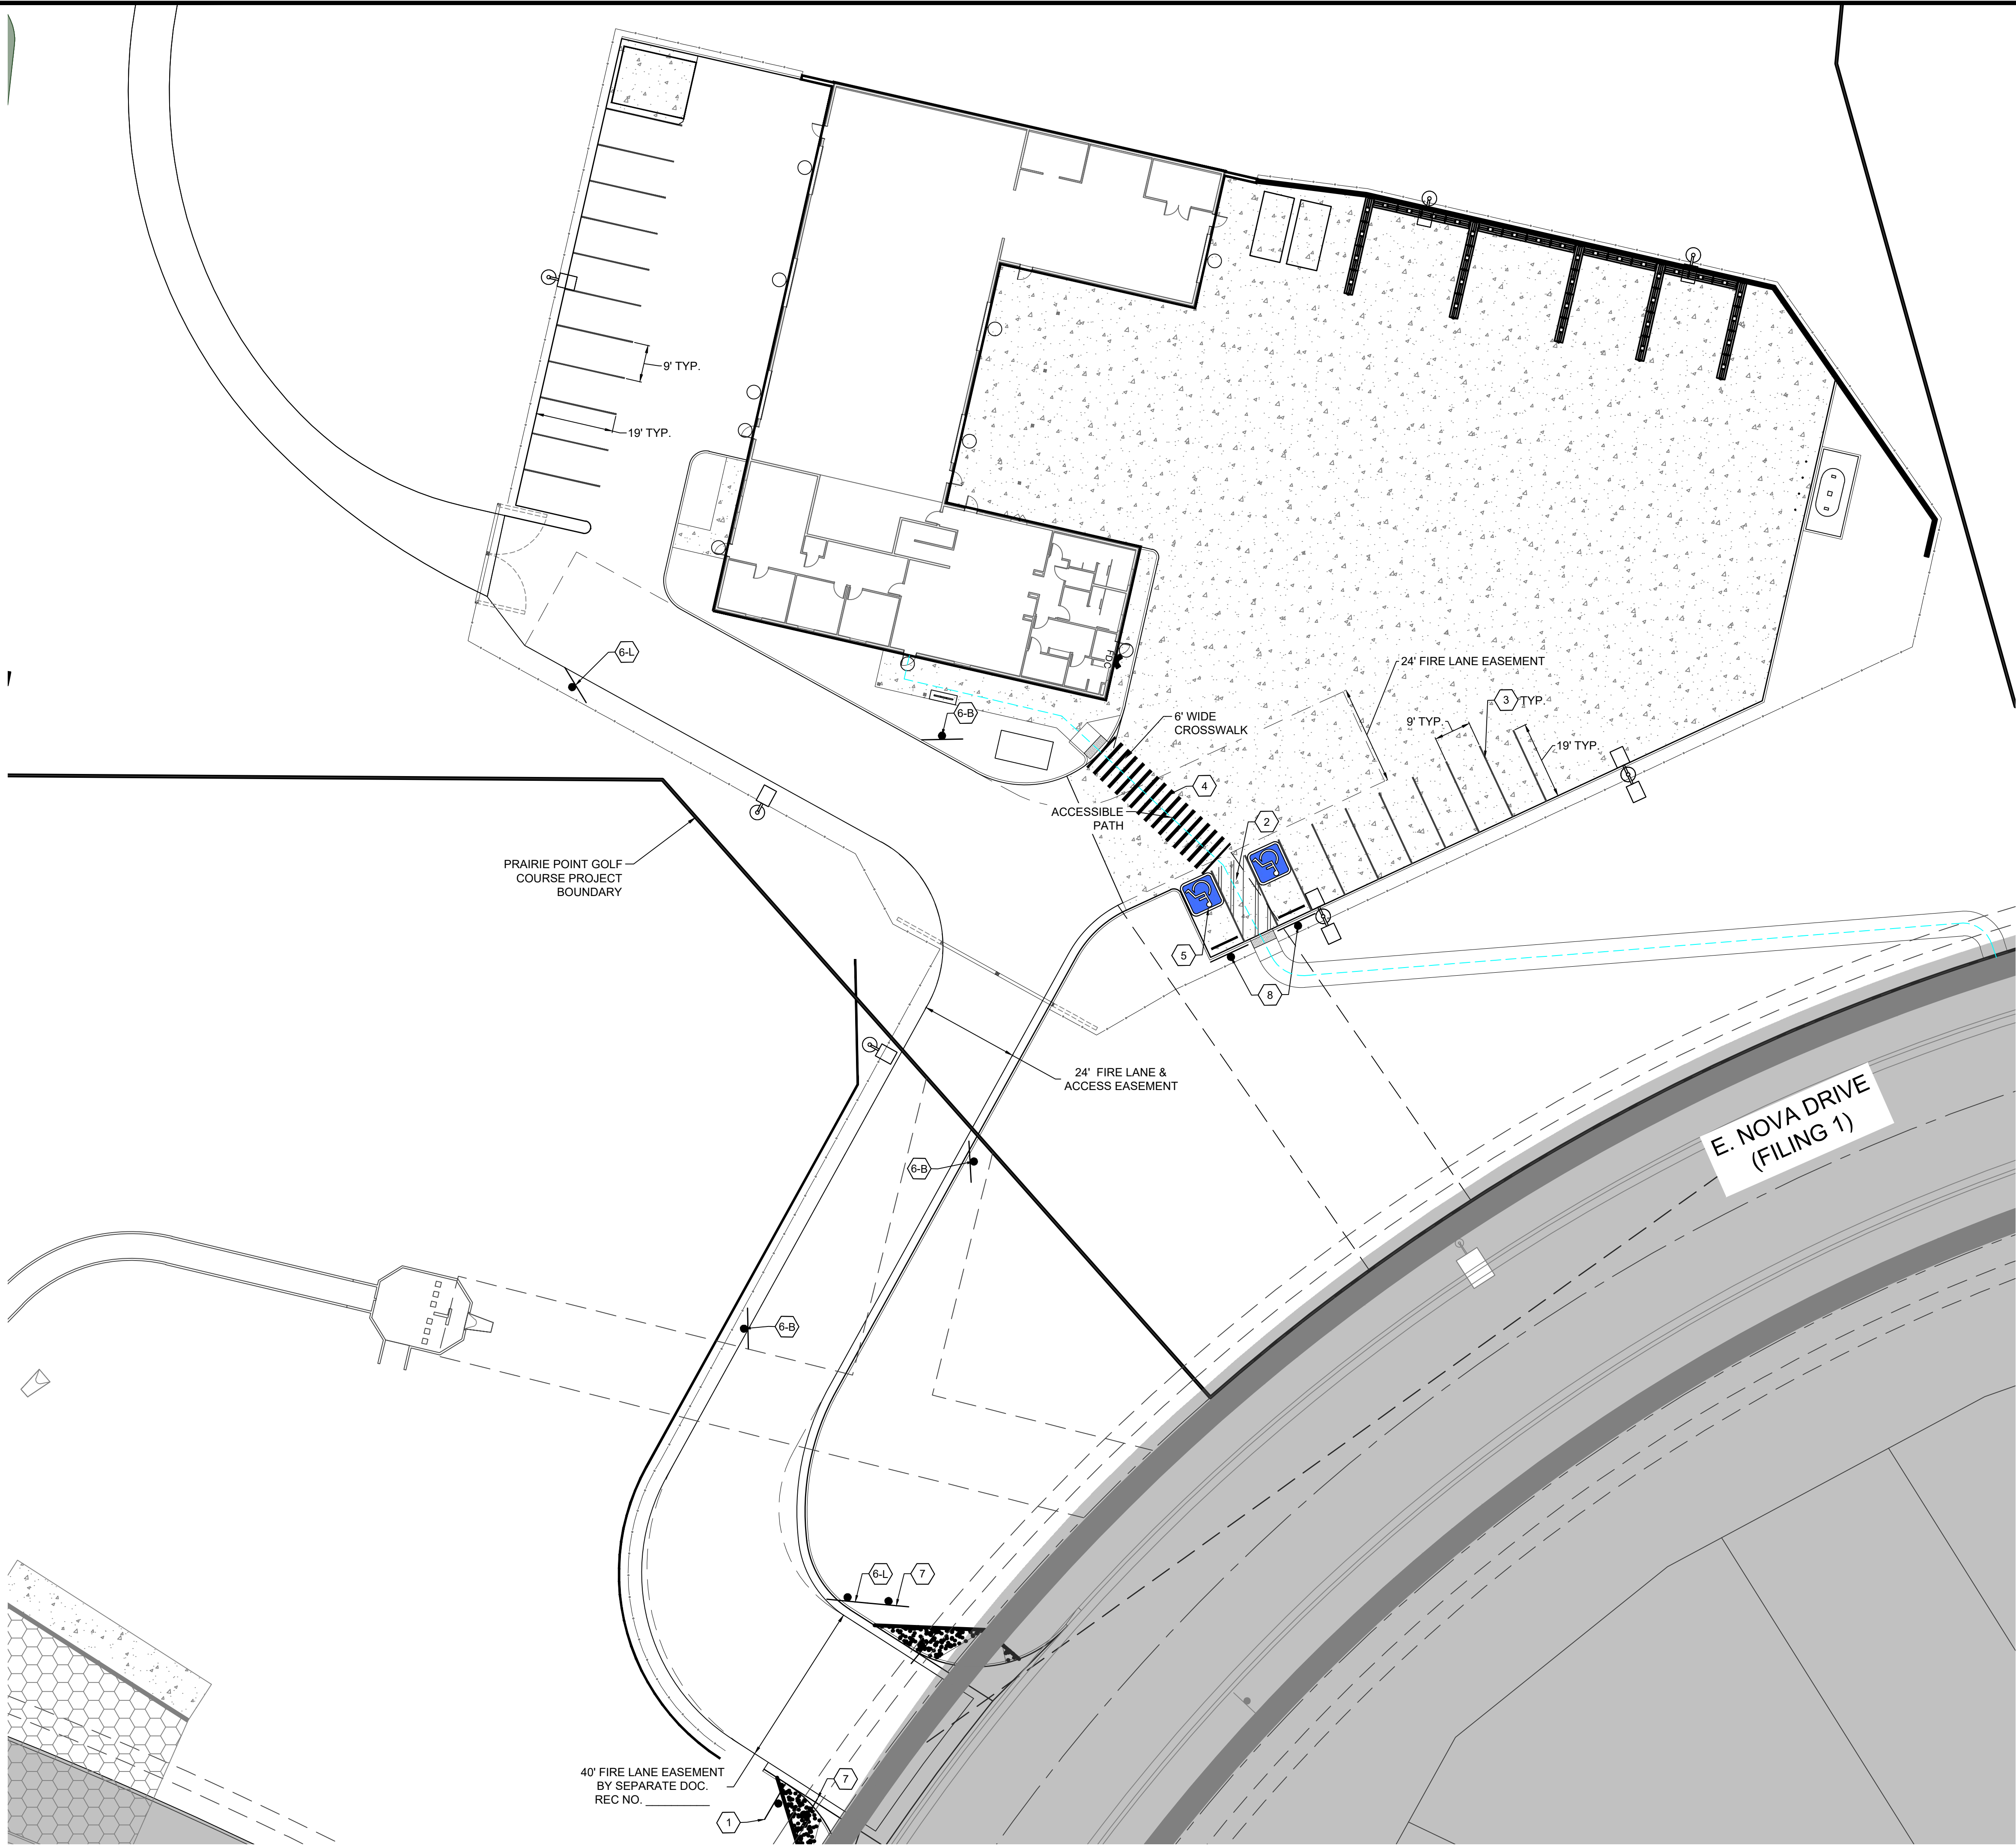 9' TYP.
19' TYP.
6-L
FDC
24' FIRE LANE EASEMENT
3 TYP.
9' TYP.
6-B
6' WIDE
CROSSWALK
19' TYP.
4
ACCESSIBLE
PATH
2
PRAIRIE POINT GOLF
COURSE PROJECT
BOUNDARY
5
8
24' FIRE LANE &
ACCESS EASEMENT
E. NOVA DRIVE
(FILING 1)
6-B
6-B
6-L
7
40' FIRE LANE EASEMENT
BY SEPARATE DOC.
REC NO. __________
7
1